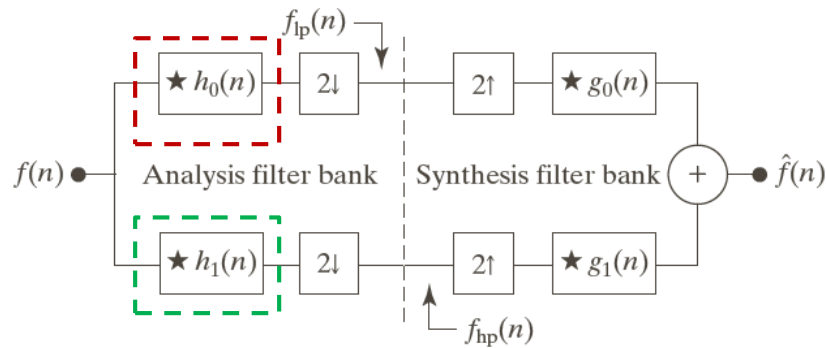 f_lp(n)
★ h_0(n) 2↓ 2↑ ★ g_0(n)
f(n) Analysis filter bank Synthesis filter bank + f̂(n)
★ h_1(n) 2↓ 2↑ ★ g_1(n)
f_hp(n)